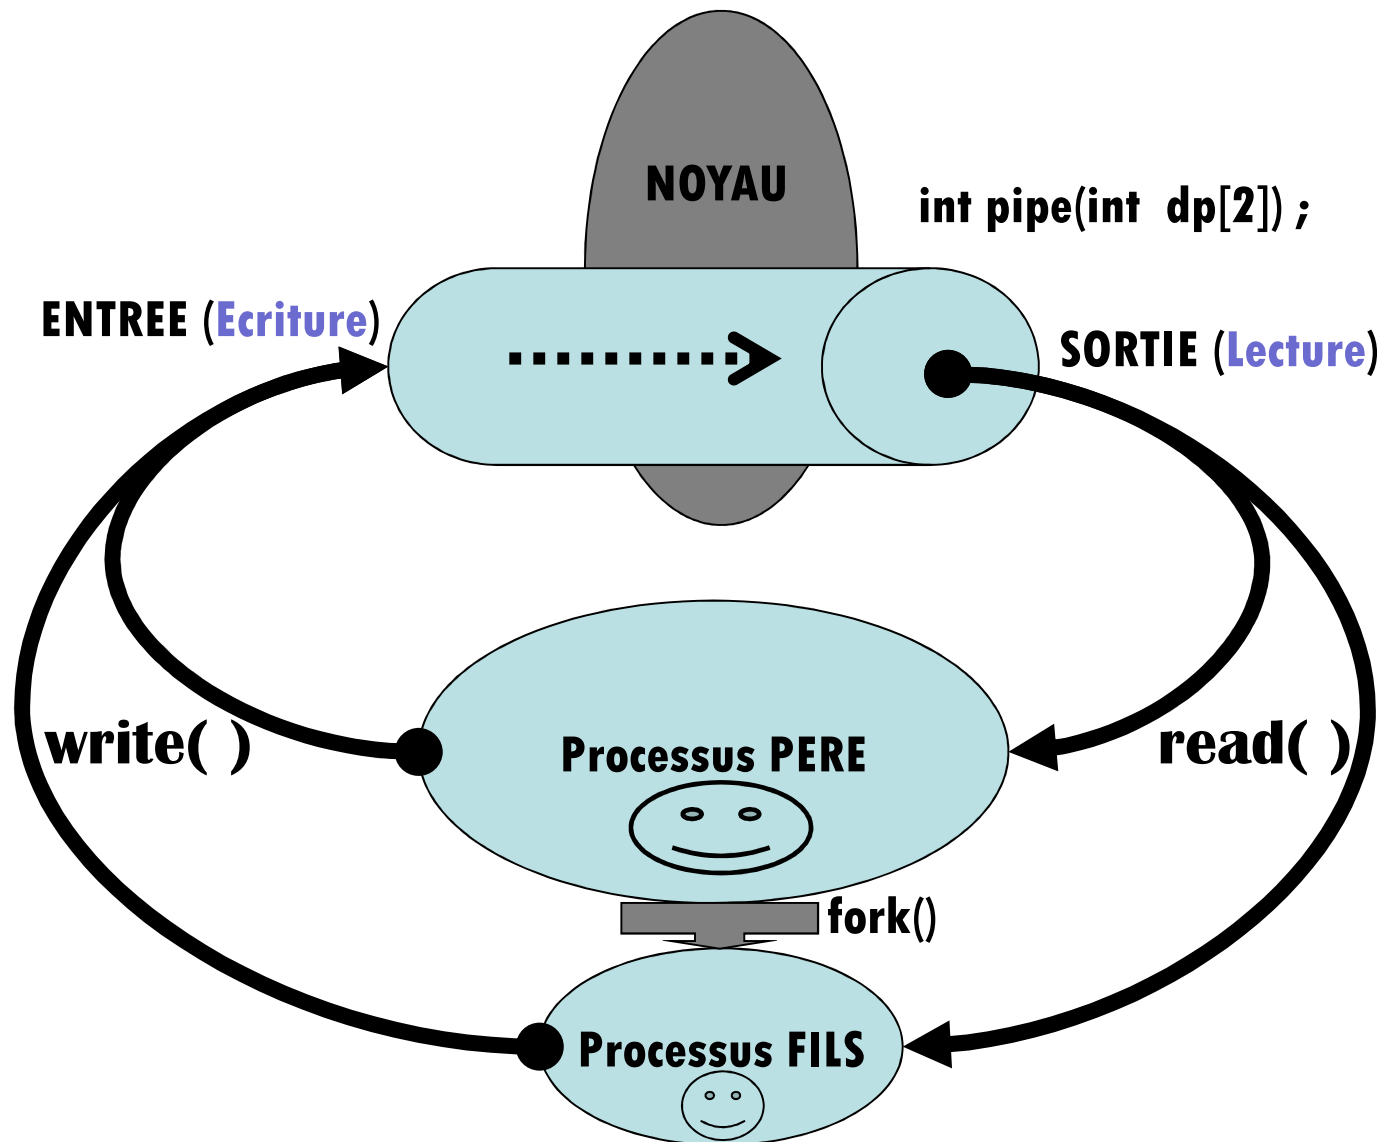 NOYAU
int pipe(int dp[2]) ;
ENTREE (Ecriture)
SORTIE (Lecture)
write( )
Processus PERE
read( )
fork()
Processus FILS